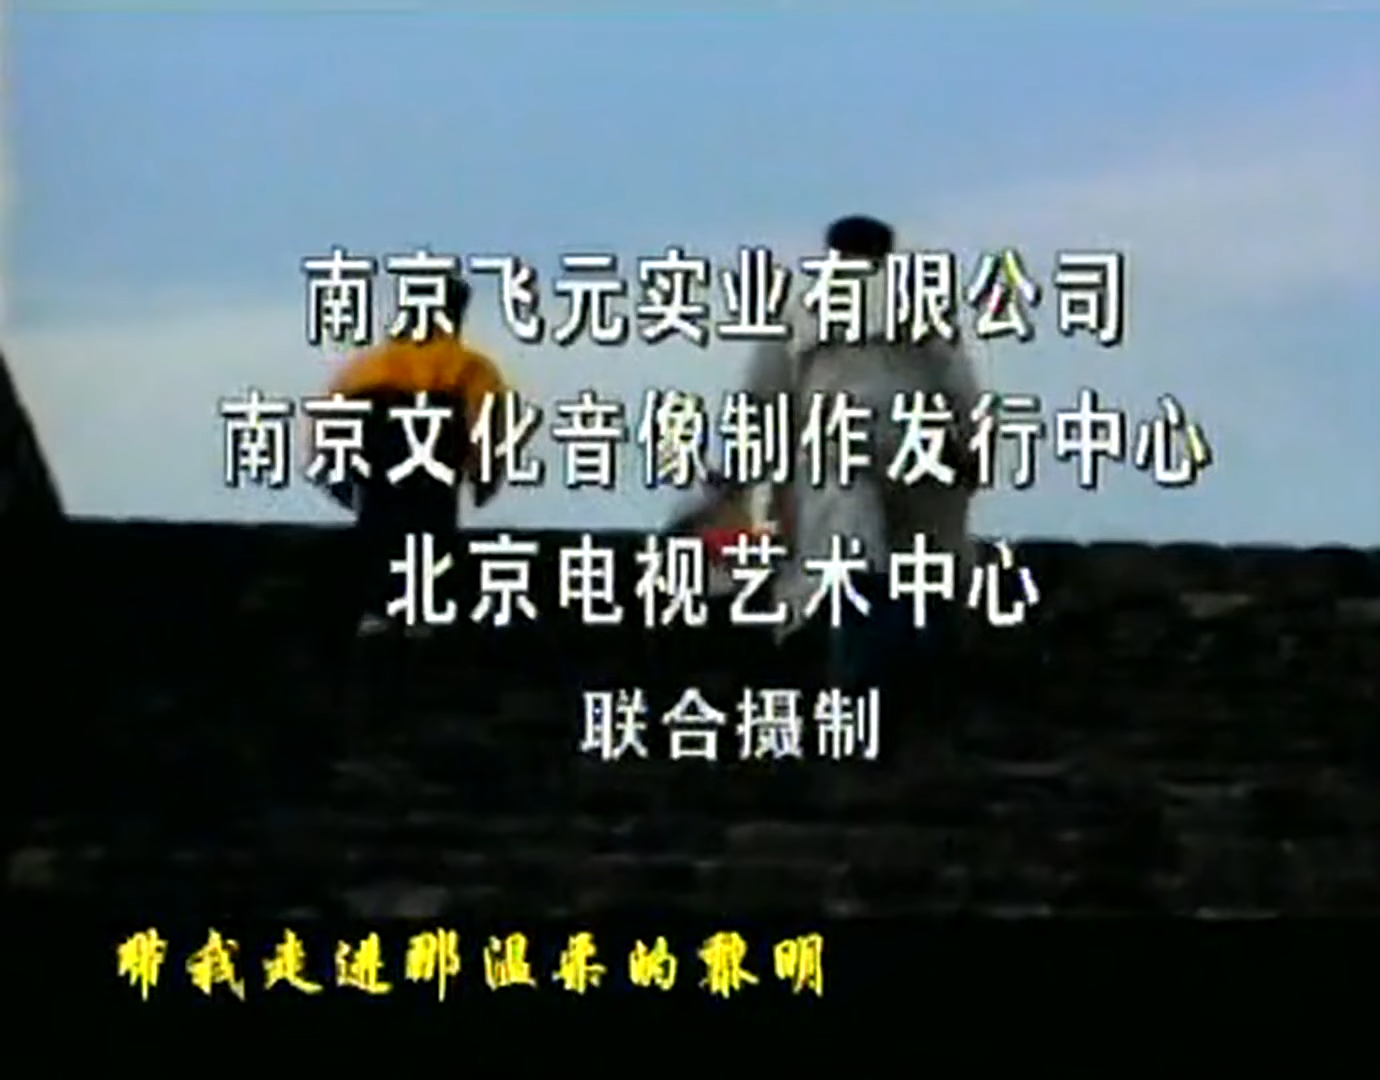 南京飞元实业有限公司
南京文化音像制作发行中心
北京电视艺术中心
联合摄制
带我走进那温柔的黎明